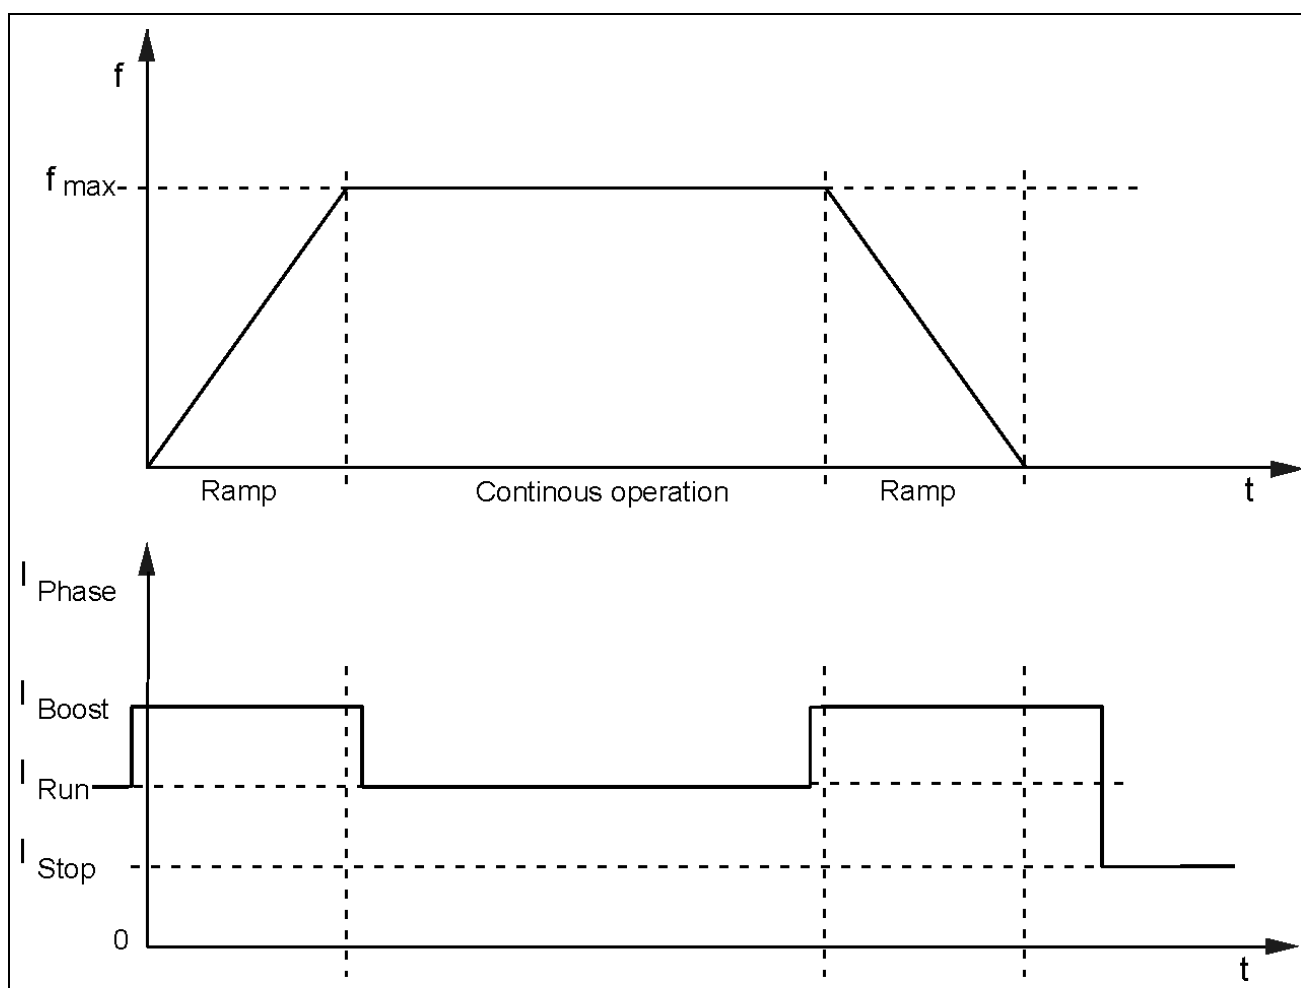 f
f max
Ramp Continous operation Ramp
t
I Phase
I Boost
I Run
I Stop
0
t